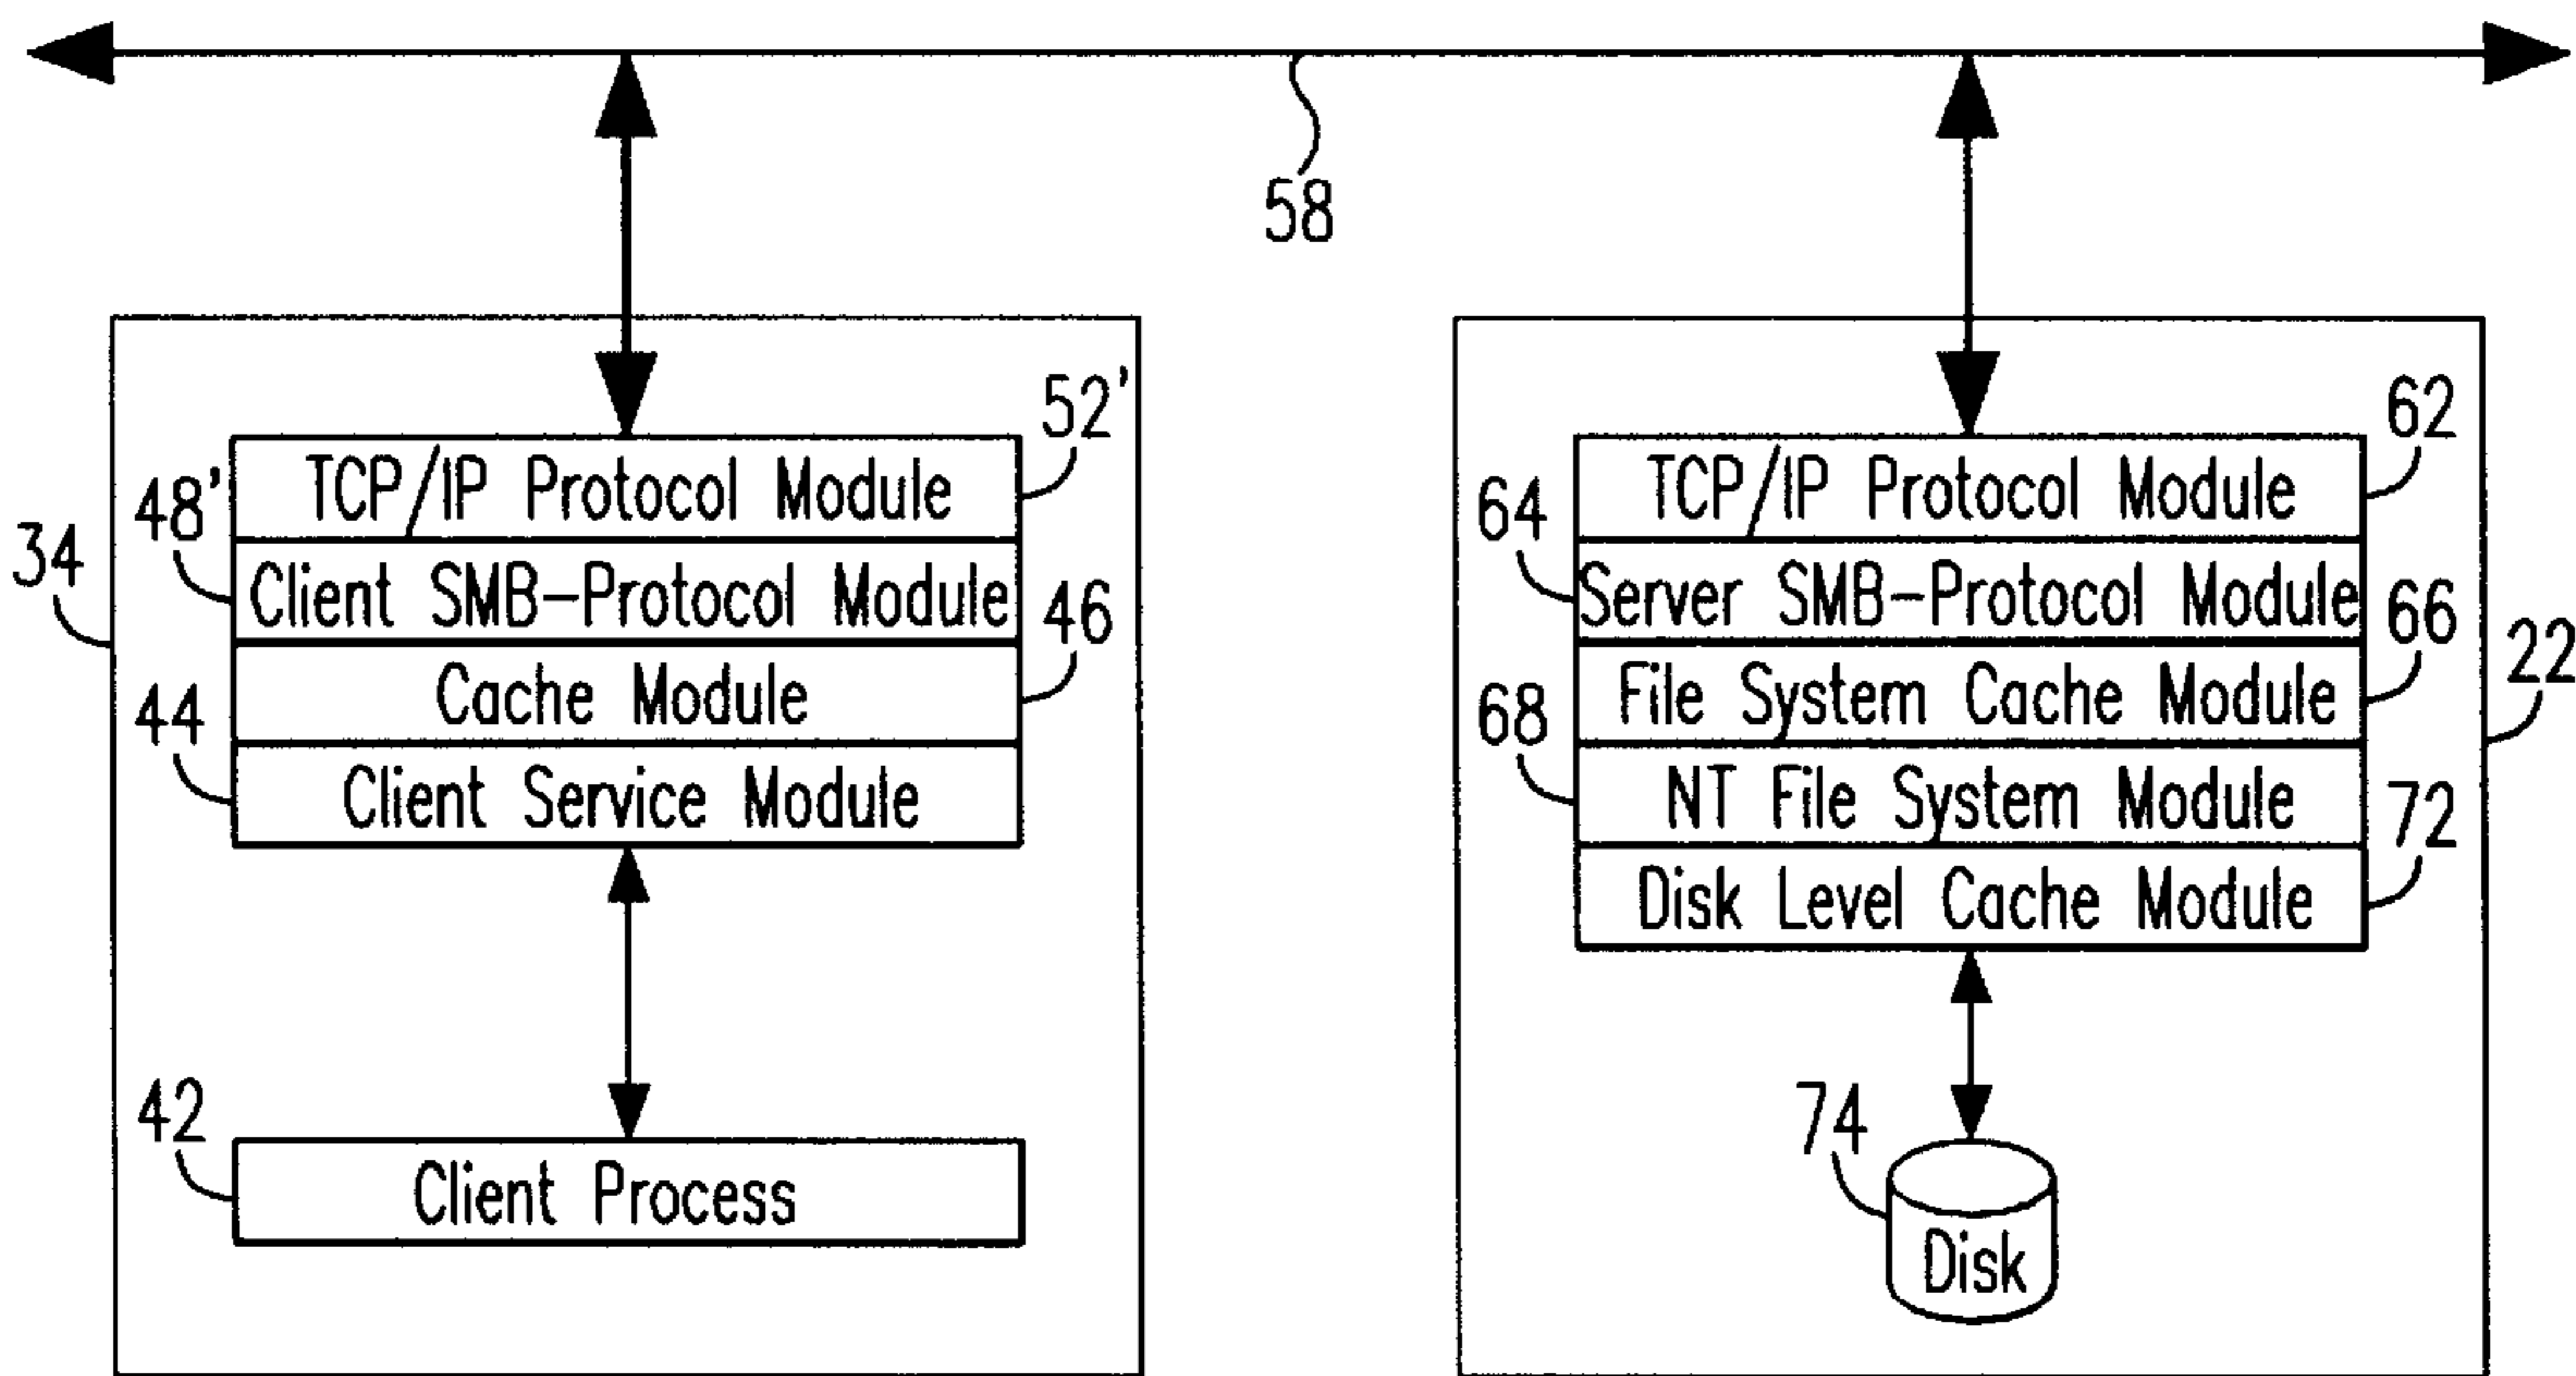 58
34
52'
TCP/IP Protocol Module
48'
Client SMB-Protocol Module
46
Cache Module
44
Client Service Module
42
Client Process
62
TCP/IP Protocol Module
64
Server SMB-Protocol Module
66
File System Cache Module
22
68
NT File System Module
72
Disk Level Cache Module
74
Disk